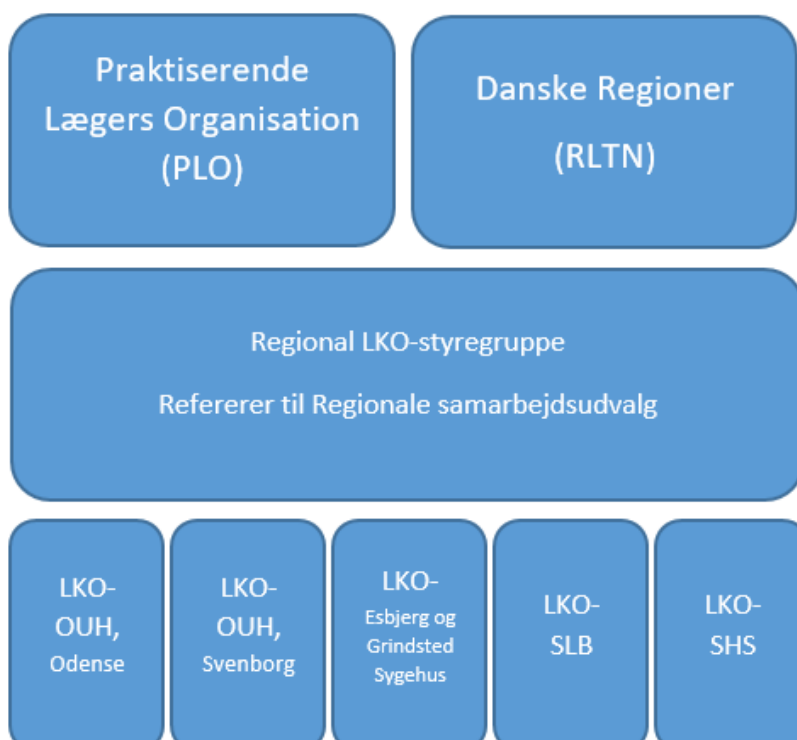 Praktiserende
Lægers Organisation
(PLO)
Danske Regioner
(RLTN)
Regional LKO-styregruppe
Refererer til Regionale samarbejdsudvalg
LKO-
OUH,
Odense
LKO-
OUH,
Svenborg
LKO-
Esbjerg og
Grindsted
Sygehus
LKO-
SLB
LKO-
SHS